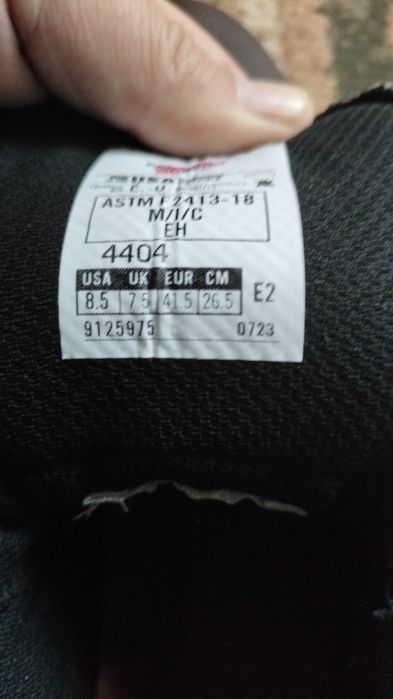 ASTM F2413-18
M/I/C
EH
4404
USA UK EUR CM
8.5 7.5 41.5 26.5 E2
9125975 0723